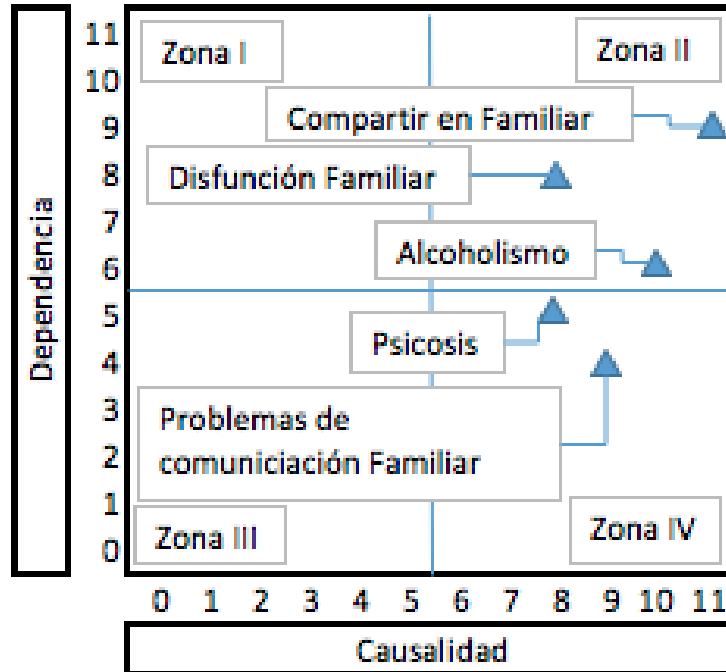 Dependencia
11
10
9
8
7
6
5
4
3
2
1
0
Zona I
Zona II
Compartir en Familiar
Disfunción Familiar
Alcoholismo
Psicosis
Problemas de
comuniciación Familiar
Zona III
Zona IV
0 1 2 3 4 5 6 7 8 9 10 11
Causalidad